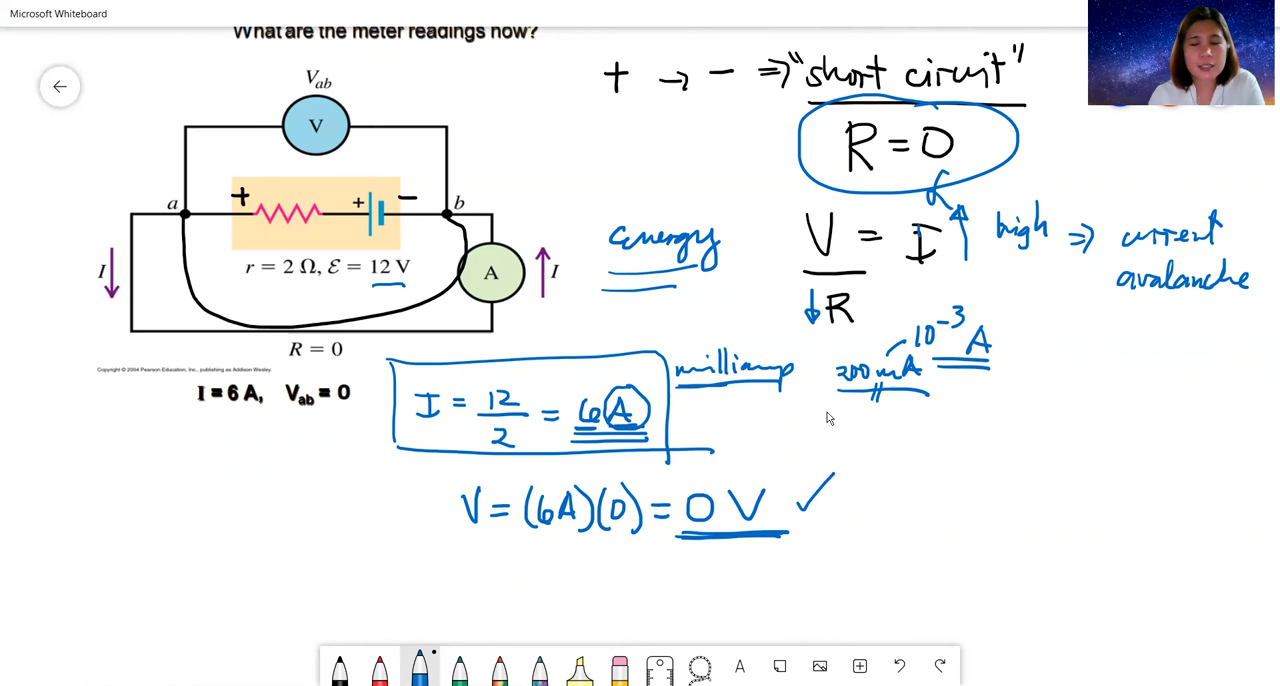 Microsoft Whiteboard
What are the meter readings now?
+ → - ⇒ "short circuit"
R = 0
V = I
↓ R
high ⇒ current
avalanche
energy
V_ab
V
a
+
+
-
b
I
A
I
r = 2 Ω, ℰ = 12 V
R = 0
Copyright © 2004 Pearson Education, Inc., publishing as Addison Wesley.
I = 6 A, V_ab = 0
I = 12/2 = 6 A
milliamp
200 mA
10^-3 A
V = (6A)(0) = 0 V ✓
A